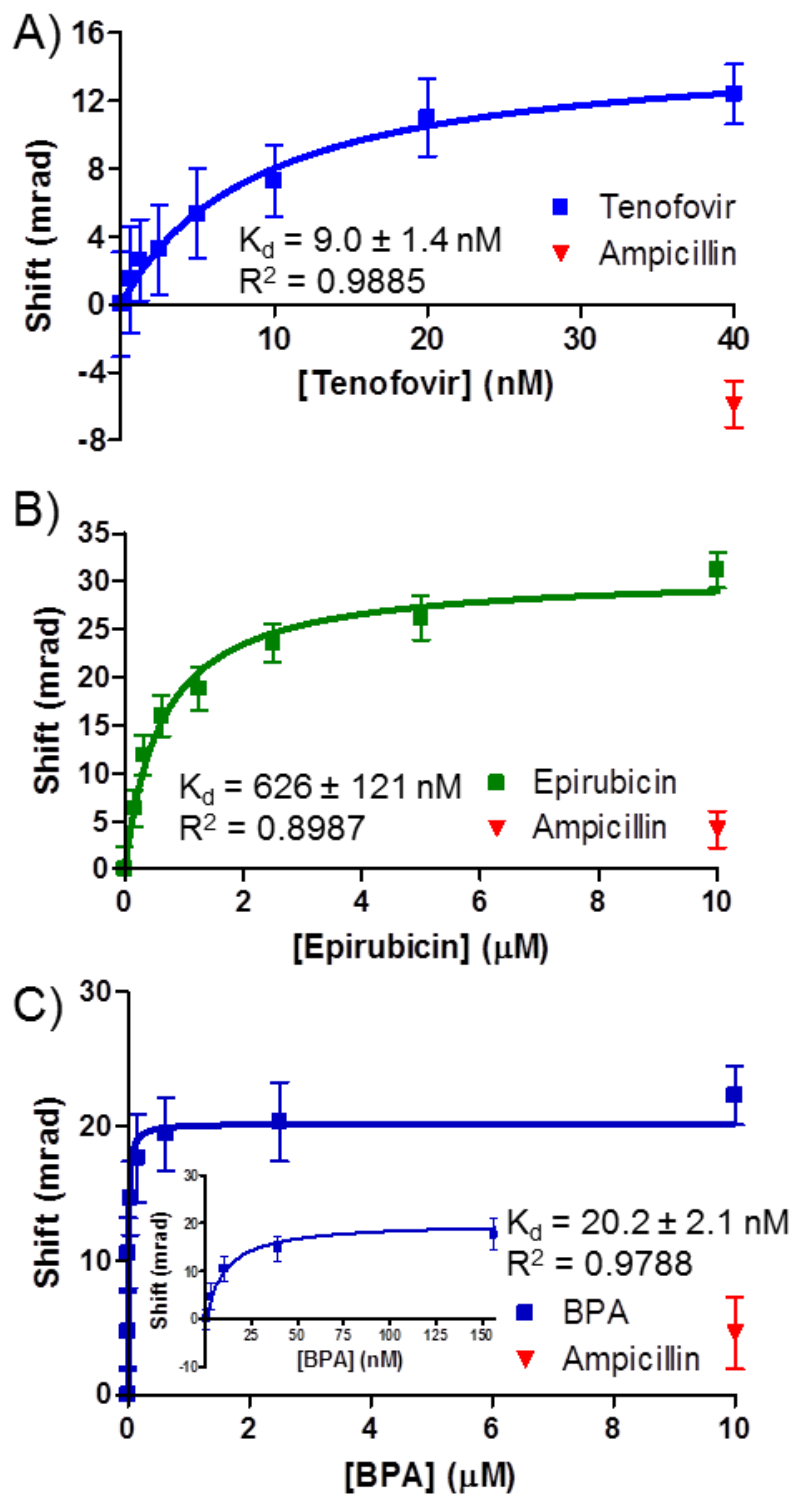 A)
16
12
8
4
0
-4
-8
Shift (mrad)
Kd = 9.0 ± 1.4 nM
R² = 0.9885
Tenofovir
Ampicillin
10 20 30 40
[Tenofovir] (nM)
B)
35
30
25
20
15
10
5
0
Shift (mrad)
Kd = 626 ± 121 nM
R² = 0.8987
Epirubicin
Ampicillin
0 2 4 6 8 10
[Epirubicin] (µM)
C)
30
20
10
0
Shift (mrad)
30
20
10
0
-10
Shift (mrad)
25 50 75 100 125 150
[BPA] (nM)
Kd = 20.2 ± 2.1 nM
R² = 0.9788
BPA
Ampicillin
0 2 4 6 8 10
[BPA] (µM)